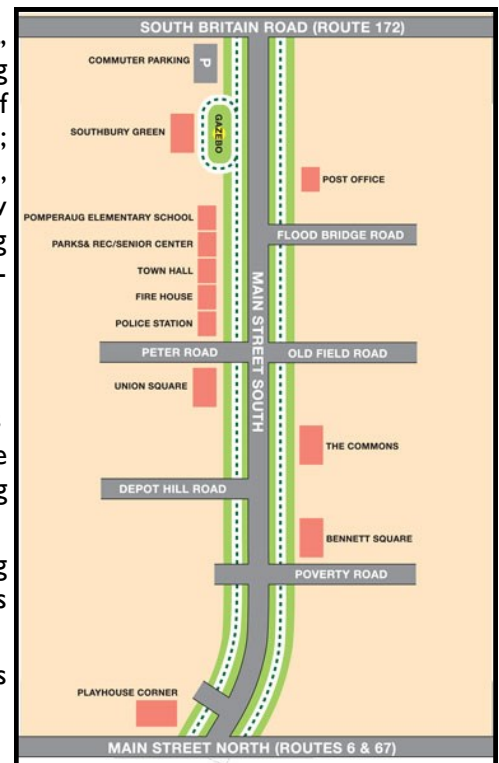 SOUTH BRITAIN ROAD (ROUTE 172)
COMMUTER PARKING
P
SOUTHBURY GREEN
GAZEBO
POST OFFICE
POMPERAUG ELEMENTARY SCHOOL
FLOOD BRIDGE ROAD
PARKS& REC/SENIOR CENTER
TOWN HALL
FIRE HOUSE
MAIN STREET SOUTH
POLICE STATION
PETER ROAD
OLD FIELD ROAD
UNION SQUARE
THE COMMONS
DEPOT HILL ROAD
BENNETT SQUARE
POVERTY ROAD
PLAYHOUSE CORNER
MAIN STREET NORTH (ROUTES 6 & 67)